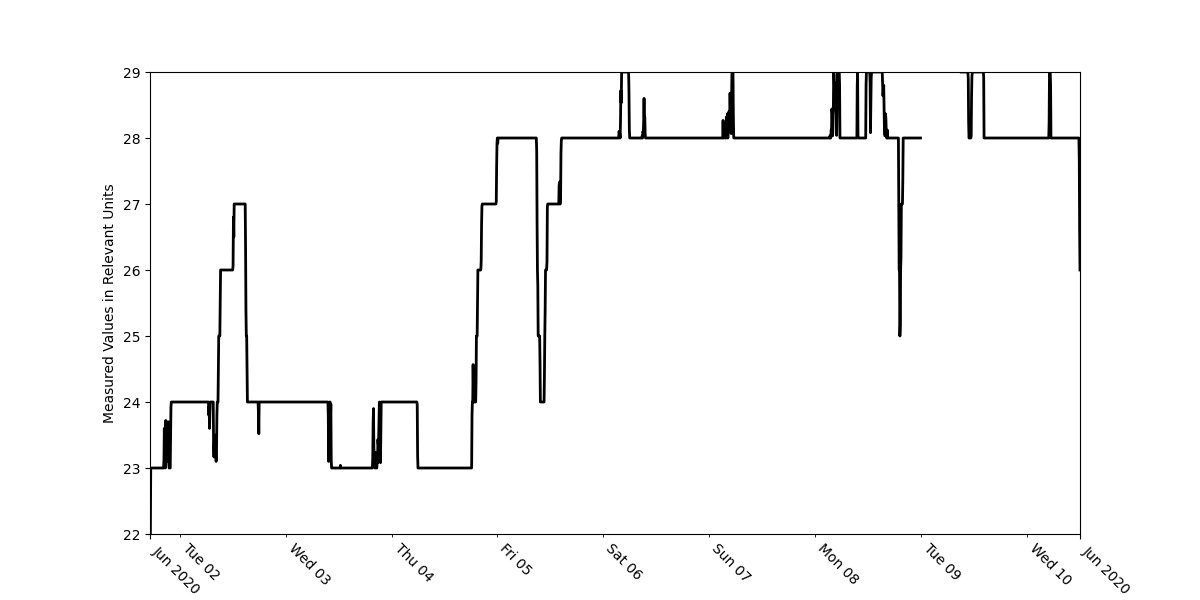 29
28
27
26
25
24
23
22
Measured Values in Relevant Units
Jun 2020
Tue 02
Wed 03
Thu 04
Fri 05
Sat 06
Sun 07
Mon 08
Tue 09
Wed 10
Jun 2020